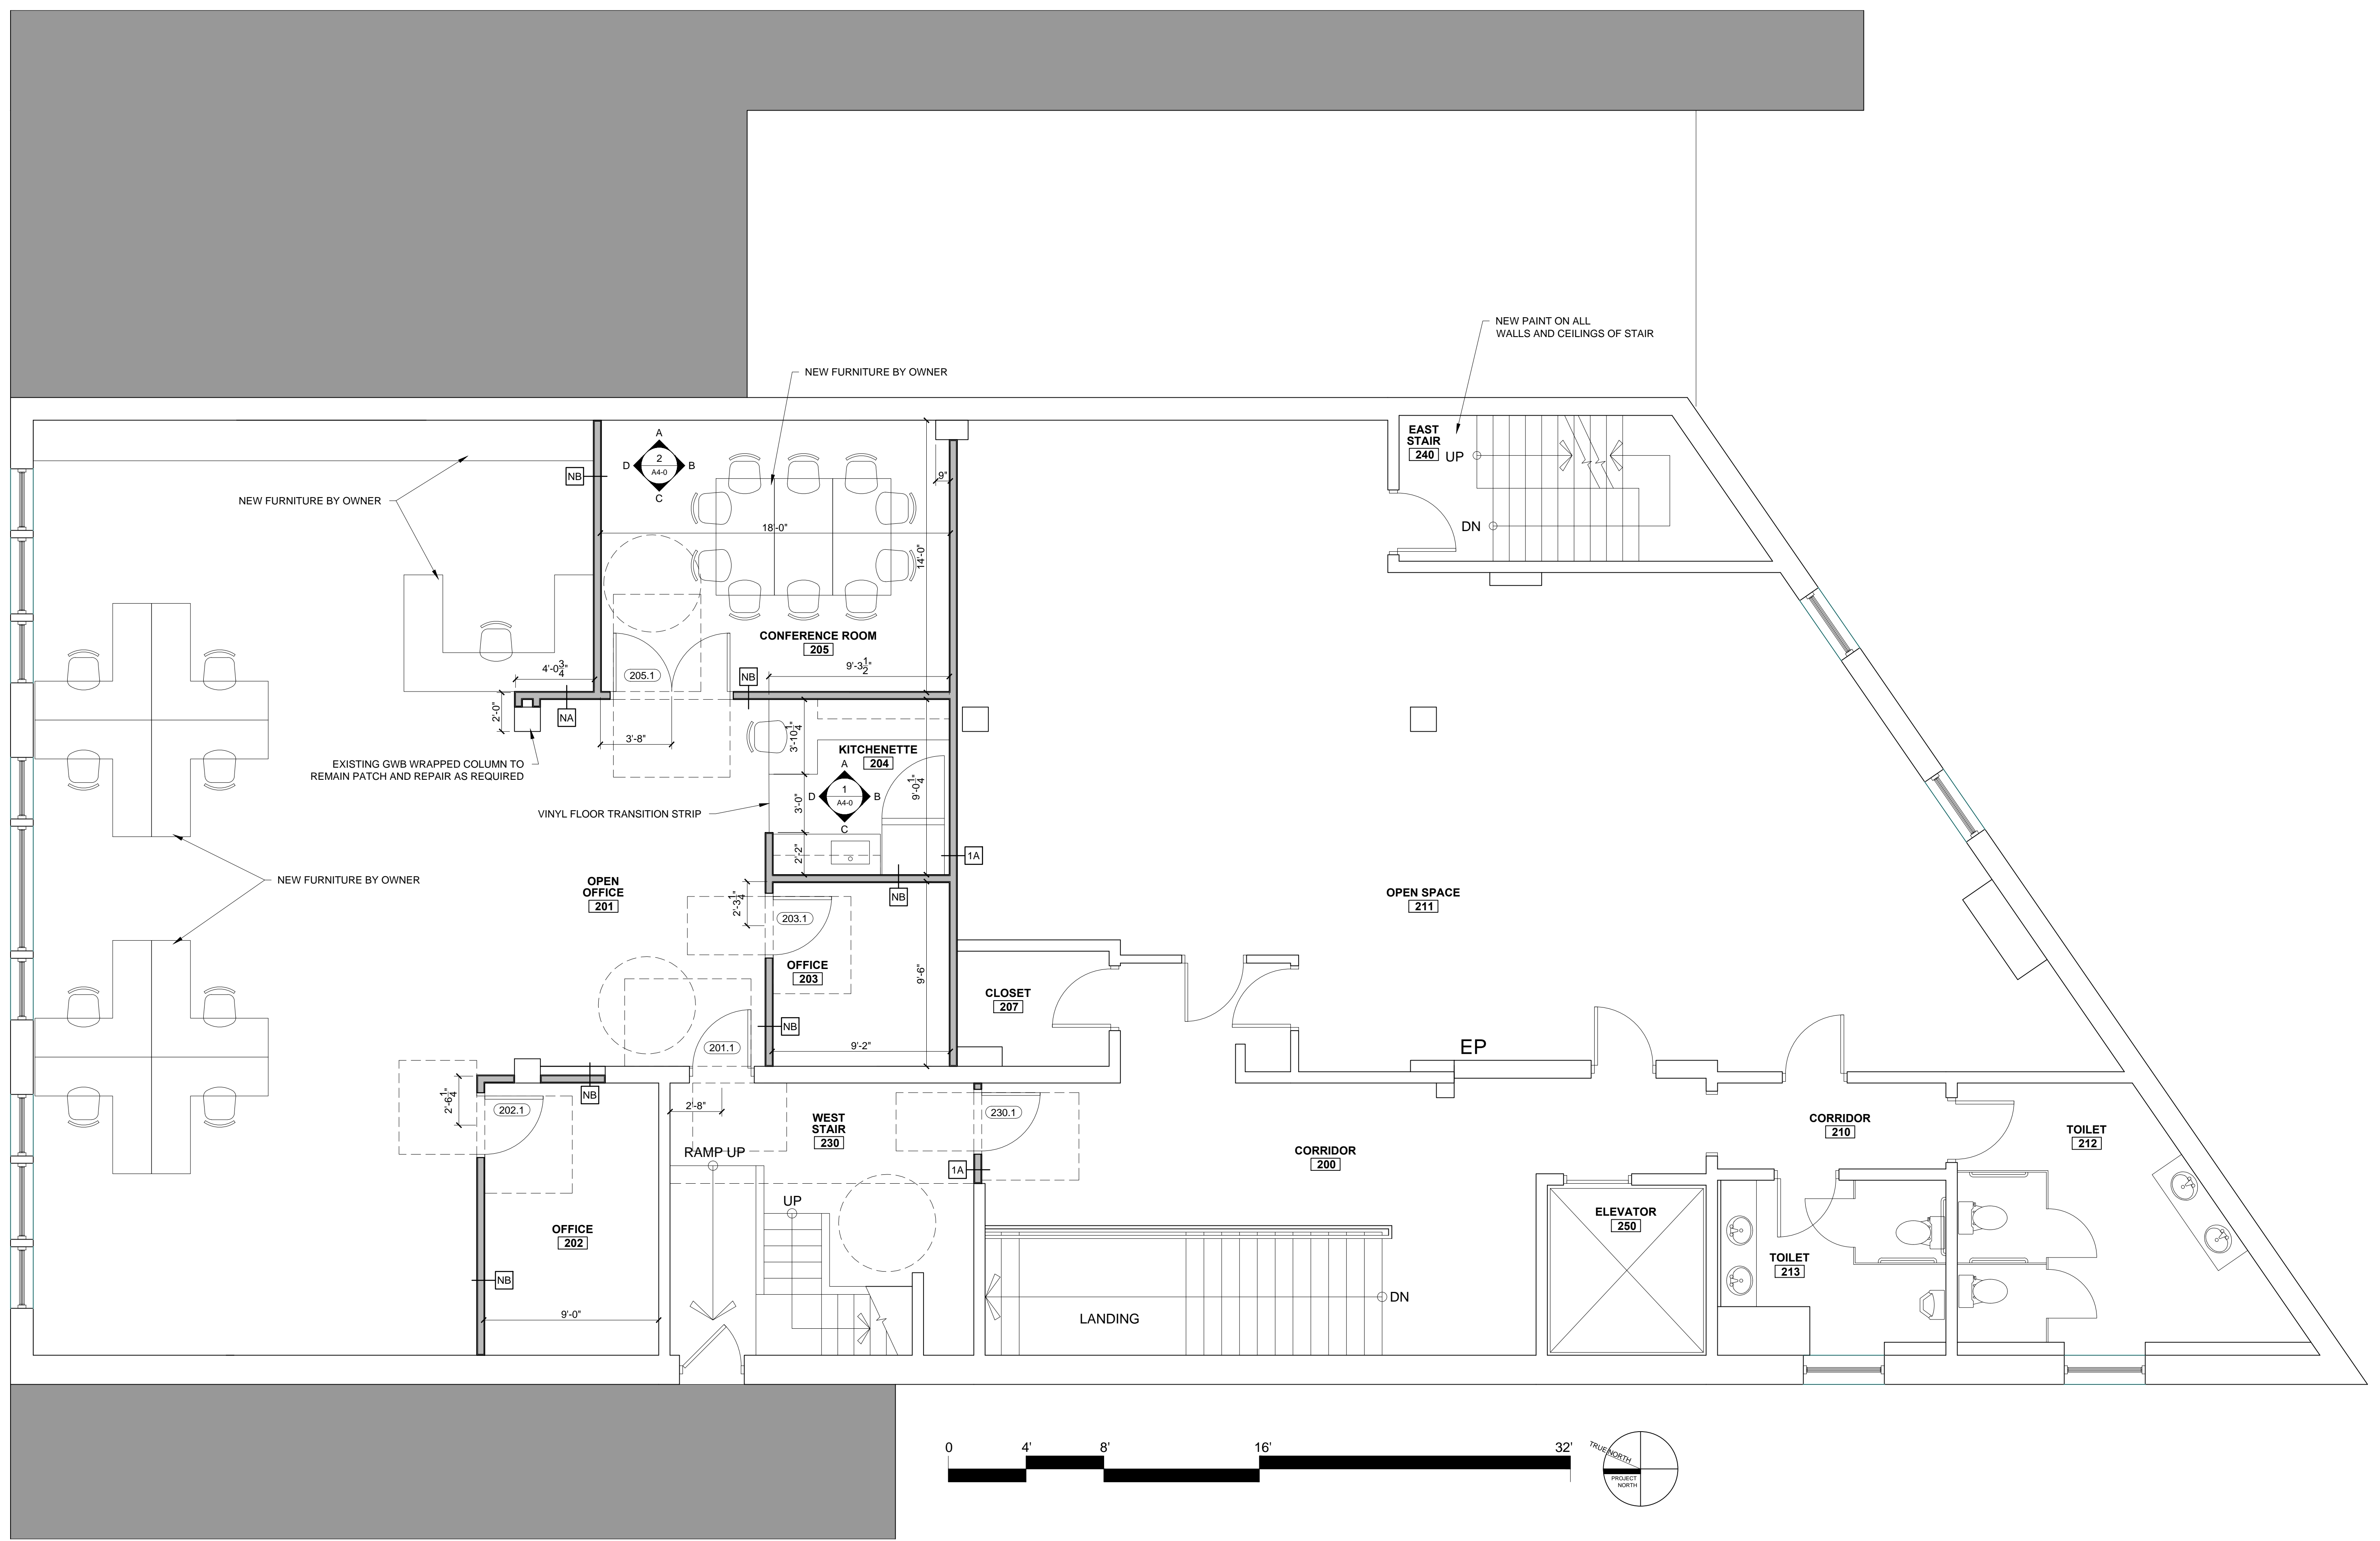 NEW PAINT ON ALL
WALLS AND CEILINGS OF STAIR
NEW FURNITURE BY OWNER
EAST
STAIR
240
UP
DN
A
D
2
B
A4-0
C
NB
9"
NEW FURNITURE BY OWNER
18'-0"
14'-0"
CONFERENCE ROOM
205
4'-0 3/4"
205.1
9'-3 1/2"
NB
2'-0"
NA
3'-8"
3'-10 1/4"
KITCHENETTE
204
EXISTING GWB WRAPPED COLUMN TO
REMAIN PATCH AND REPAIR AS REQUIRED
A
D
1
B
A4-0
C
9'-0 1/4"
3'-0"
VINYL FLOOR TRANSITION STRIP
2'-2"
1A
NEW FURNITURE BY OWNER
OPEN
OFFICE
201
NB
2'-3 1/4"
203.1
OPEN SPACE
211
OFFICE
203
9'-6"
CLOSET
207
NB
201.1
9'-2"
EP
NB
2'-6 1/4"
202.1
2'-8"
WEST
STAIR
230
230.1
CORRIDOR
210
TOILET
212
RAMP UP
1A
CORRIDOR
200
UP
OFFICE
202
ELEVATOR
250
TOILET
213
NB
9'-0"
LANDING
DN
0
4'
8'
16'
32'
TRUE NORTH
PROJECT
NORTH